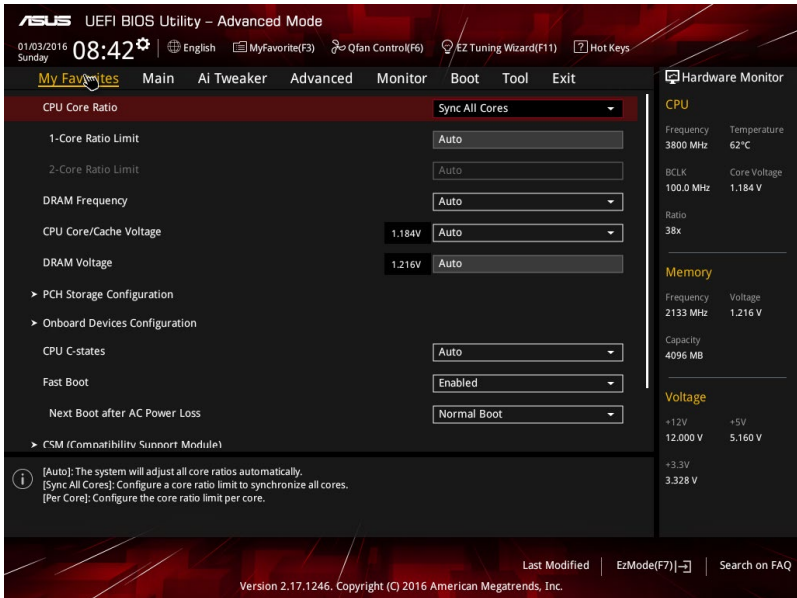 ASUS UEFI BIOS Utility – Advanced Mode
01/03/2016 Sunday 08:42 English MyFavorite(F3) Qfan Control(F6) EZ Tuning Wizard(F11) ? Hot Keys
My Favorites Main Ai Tweaker Advanced Monitor Boot Tool Exit
CPU Core Ratio Sync All Cores
1-Core Ratio Limit Auto
2-Core Ratio Limit Auto
DRAM Frequency Auto
CPU Core/Cache Voltage 1.184V Auto
DRAM Voltage 1.216V Auto
> PCH Storage Configuration
> Onboard Devices Configuration
CPU C-states Auto
Fast Boot Enabled
Next Boot after AC Power Loss Normal Boot
> CSM (Compatibility Support Module)
[Auto]: The system will adjust all core ratios automatically.
[Sync All Cores]: Configure a core ratio limit to synchronize all cores.
[Per Core]: Configure the core ratio limit per core.
Hardware Monitor
CPU
Frequency Temperature
3800 MHz 62°C
BCLK Core Voltage
100.0 MHz 1.184 V
Ratio
38x
Memory
Frequency Voltage
2133 MHz 1.216 V
Capacity
4096 MB
Voltage
+12V +5V
12.000 V 5.160 V
+3.3V
3.328 V
Last Modified EzMode(F7) Search on FAQ
Version 2.17.1246. Copyright (C) 2016 American Megatrends, Inc.